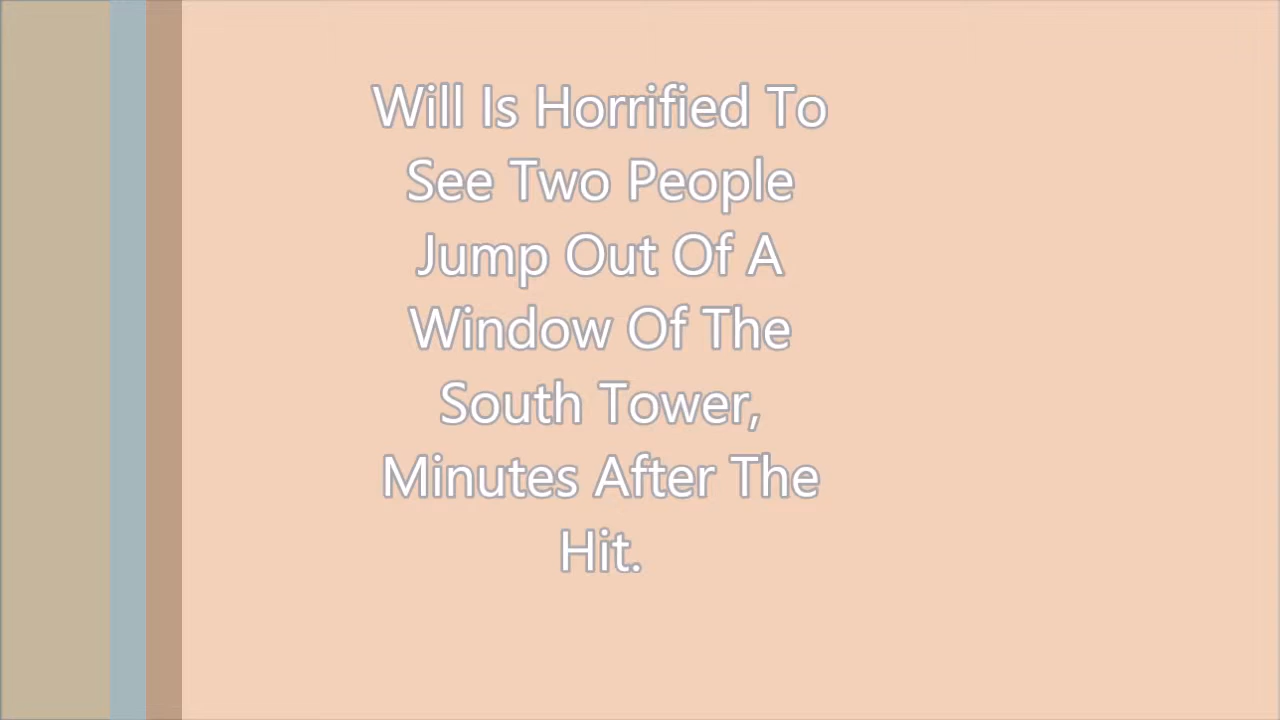 Will Is Horrified To
See Two People
Jump Out Of A
Window Of The
South Tower,
Minutes After The
Hit.